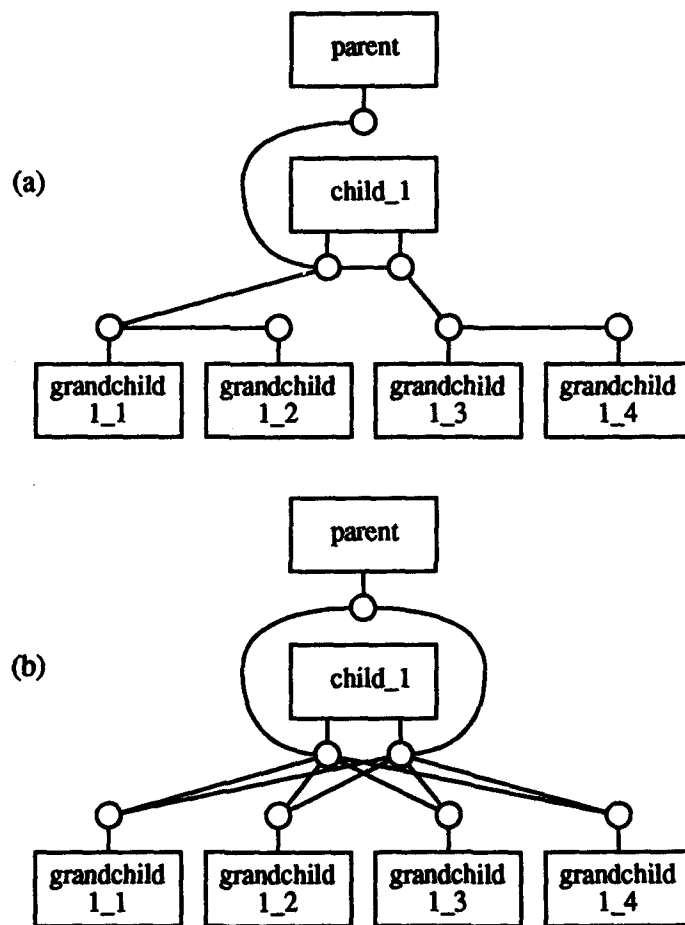 parent
(a)
child_1
grandchild
1_1
grandchild
1_2
grandchild
1_3
grandchild
1_4
parent
(b)
child_1
grandchild
1_1
grandchild
1_2
grandchild
1_3
grandchild
1_4